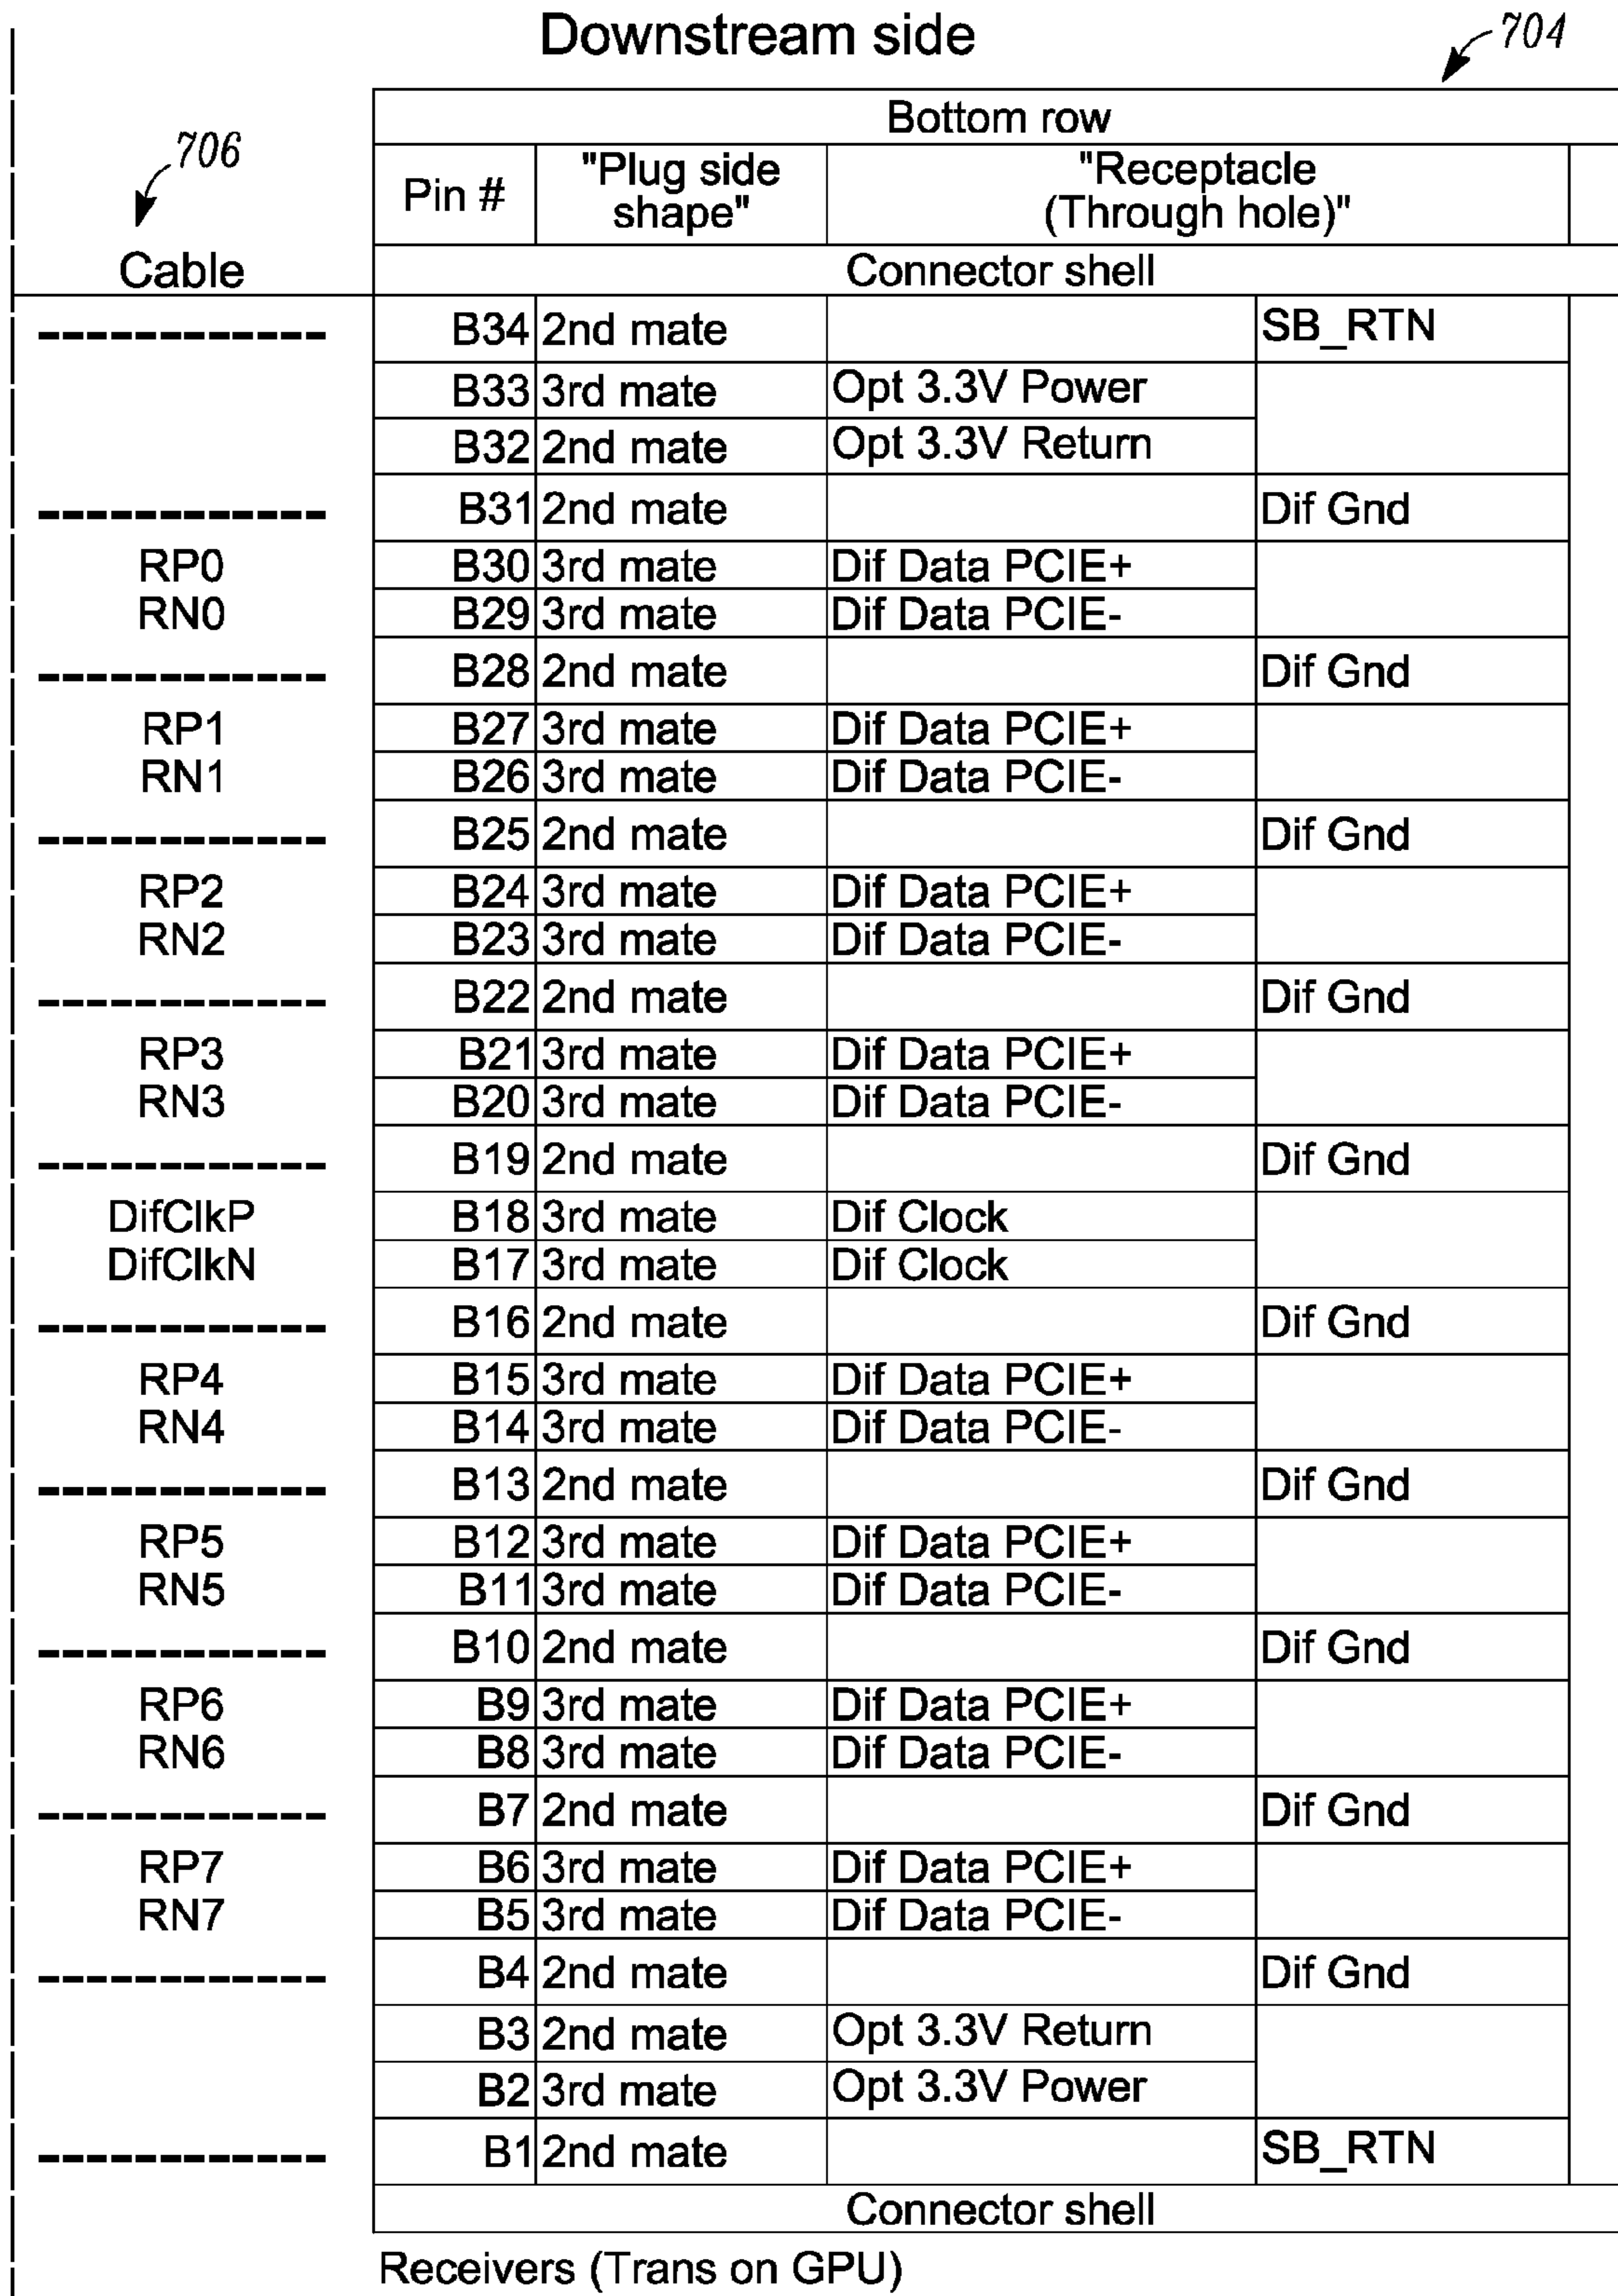 Downstream side
704
706
Bottom row
Pin # "Plug side shape" "Receptacle (Through hole)"
Cable Connector shell
------------ B34 2nd mate SB_RTN
B33 3rd mate Opt 3.3V Power
B32 2nd mate Opt 3.3V Return
------------ B31 2nd mate Dif Gnd
RP0 B30 3rd mate Dif Data PCIE+
RN0 B29 3rd mate Dif Data PCIE-
------------ B28 2nd mate Dif Gnd
RP1 B27 3rd mate Dif Data PCIE+
RN1 B26 3rd mate Dif Data PCIE-
------------ B25 2nd mate Dif Gnd
RP2 B24 3rd mate Dif Data PCIE+
RN2 B23 3rd mate Dif Data PCIE-
------------ B22 2nd mate Dif Gnd
RP3 B21 3rd mate Dif Data PCIE+
RN3 B20 3rd mate Dif Data PCIE-
------------ B19 2nd mate Dif Gnd
DifClkP B18 3rd mate Dif Clock
DifClkN B17 3rd mate Dif Clock
------------ B16 2nd mate Dif Gnd
RP4 B15 3rd mate Dif Data PCIE+
RN4 B14 3rd mate Dif Data PCIE-
------------ B13 2nd mate Dif Gnd
RP5 B12 3rd mate Dif Data PCIE+
RN5 B11 3rd mate Dif Data PCIE-
------------ B10 2nd mate Dif Gnd
RP6 B9 3rd mate Dif Data PCIE+
RN6 B8 3rd mate Dif Data PCIE-
------------ B7 2nd mate Dif Gnd
RP7 B6 3rd mate Dif Data PCIE+
RN7 B5 3rd mate Dif Data PCIE-
------------ B4 2nd mate Dif Gnd
B3 2nd mate Opt 3.3V Return
B2 3rd mate Opt 3.3V Power
------------ B1 2nd mate SB_RTN
Connector shell
Receivers (Trans on GPU)